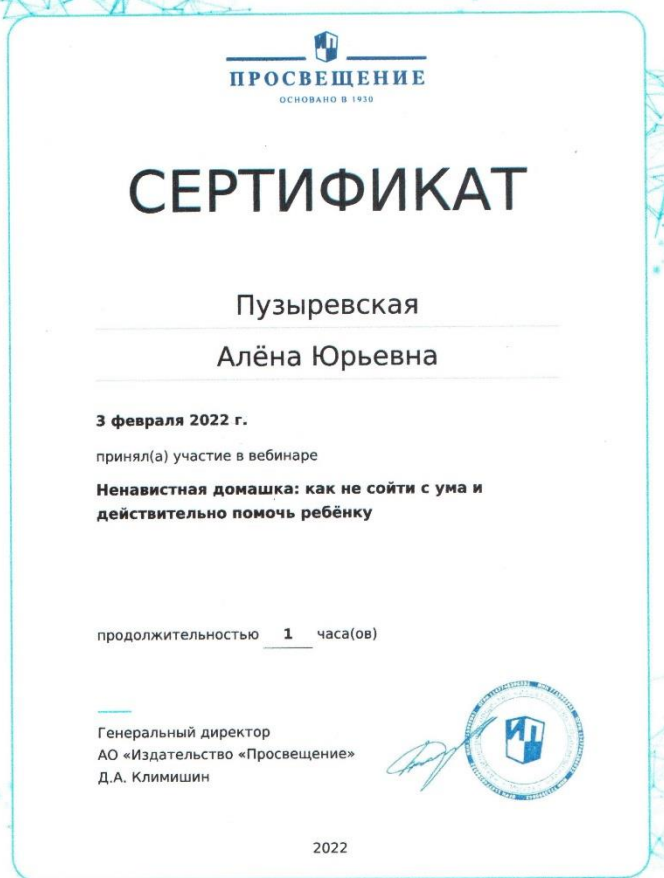 ПРОСВЕЩЕНИЕ
ОСНОВАНО В 1930
СЕРТИФИКАТ
Пузыревская
Алёна Юрьевна
3 февраля 2022 г.
принял(а) участие в вебинаре
Ненавистная домашка: как не сойти с ума и
действительно помочь ребёнку
продолжительностью 1 часа(ов)
Генеральный директор
АО «Издательство «Просвещение»
Д.А. Климишин
2022